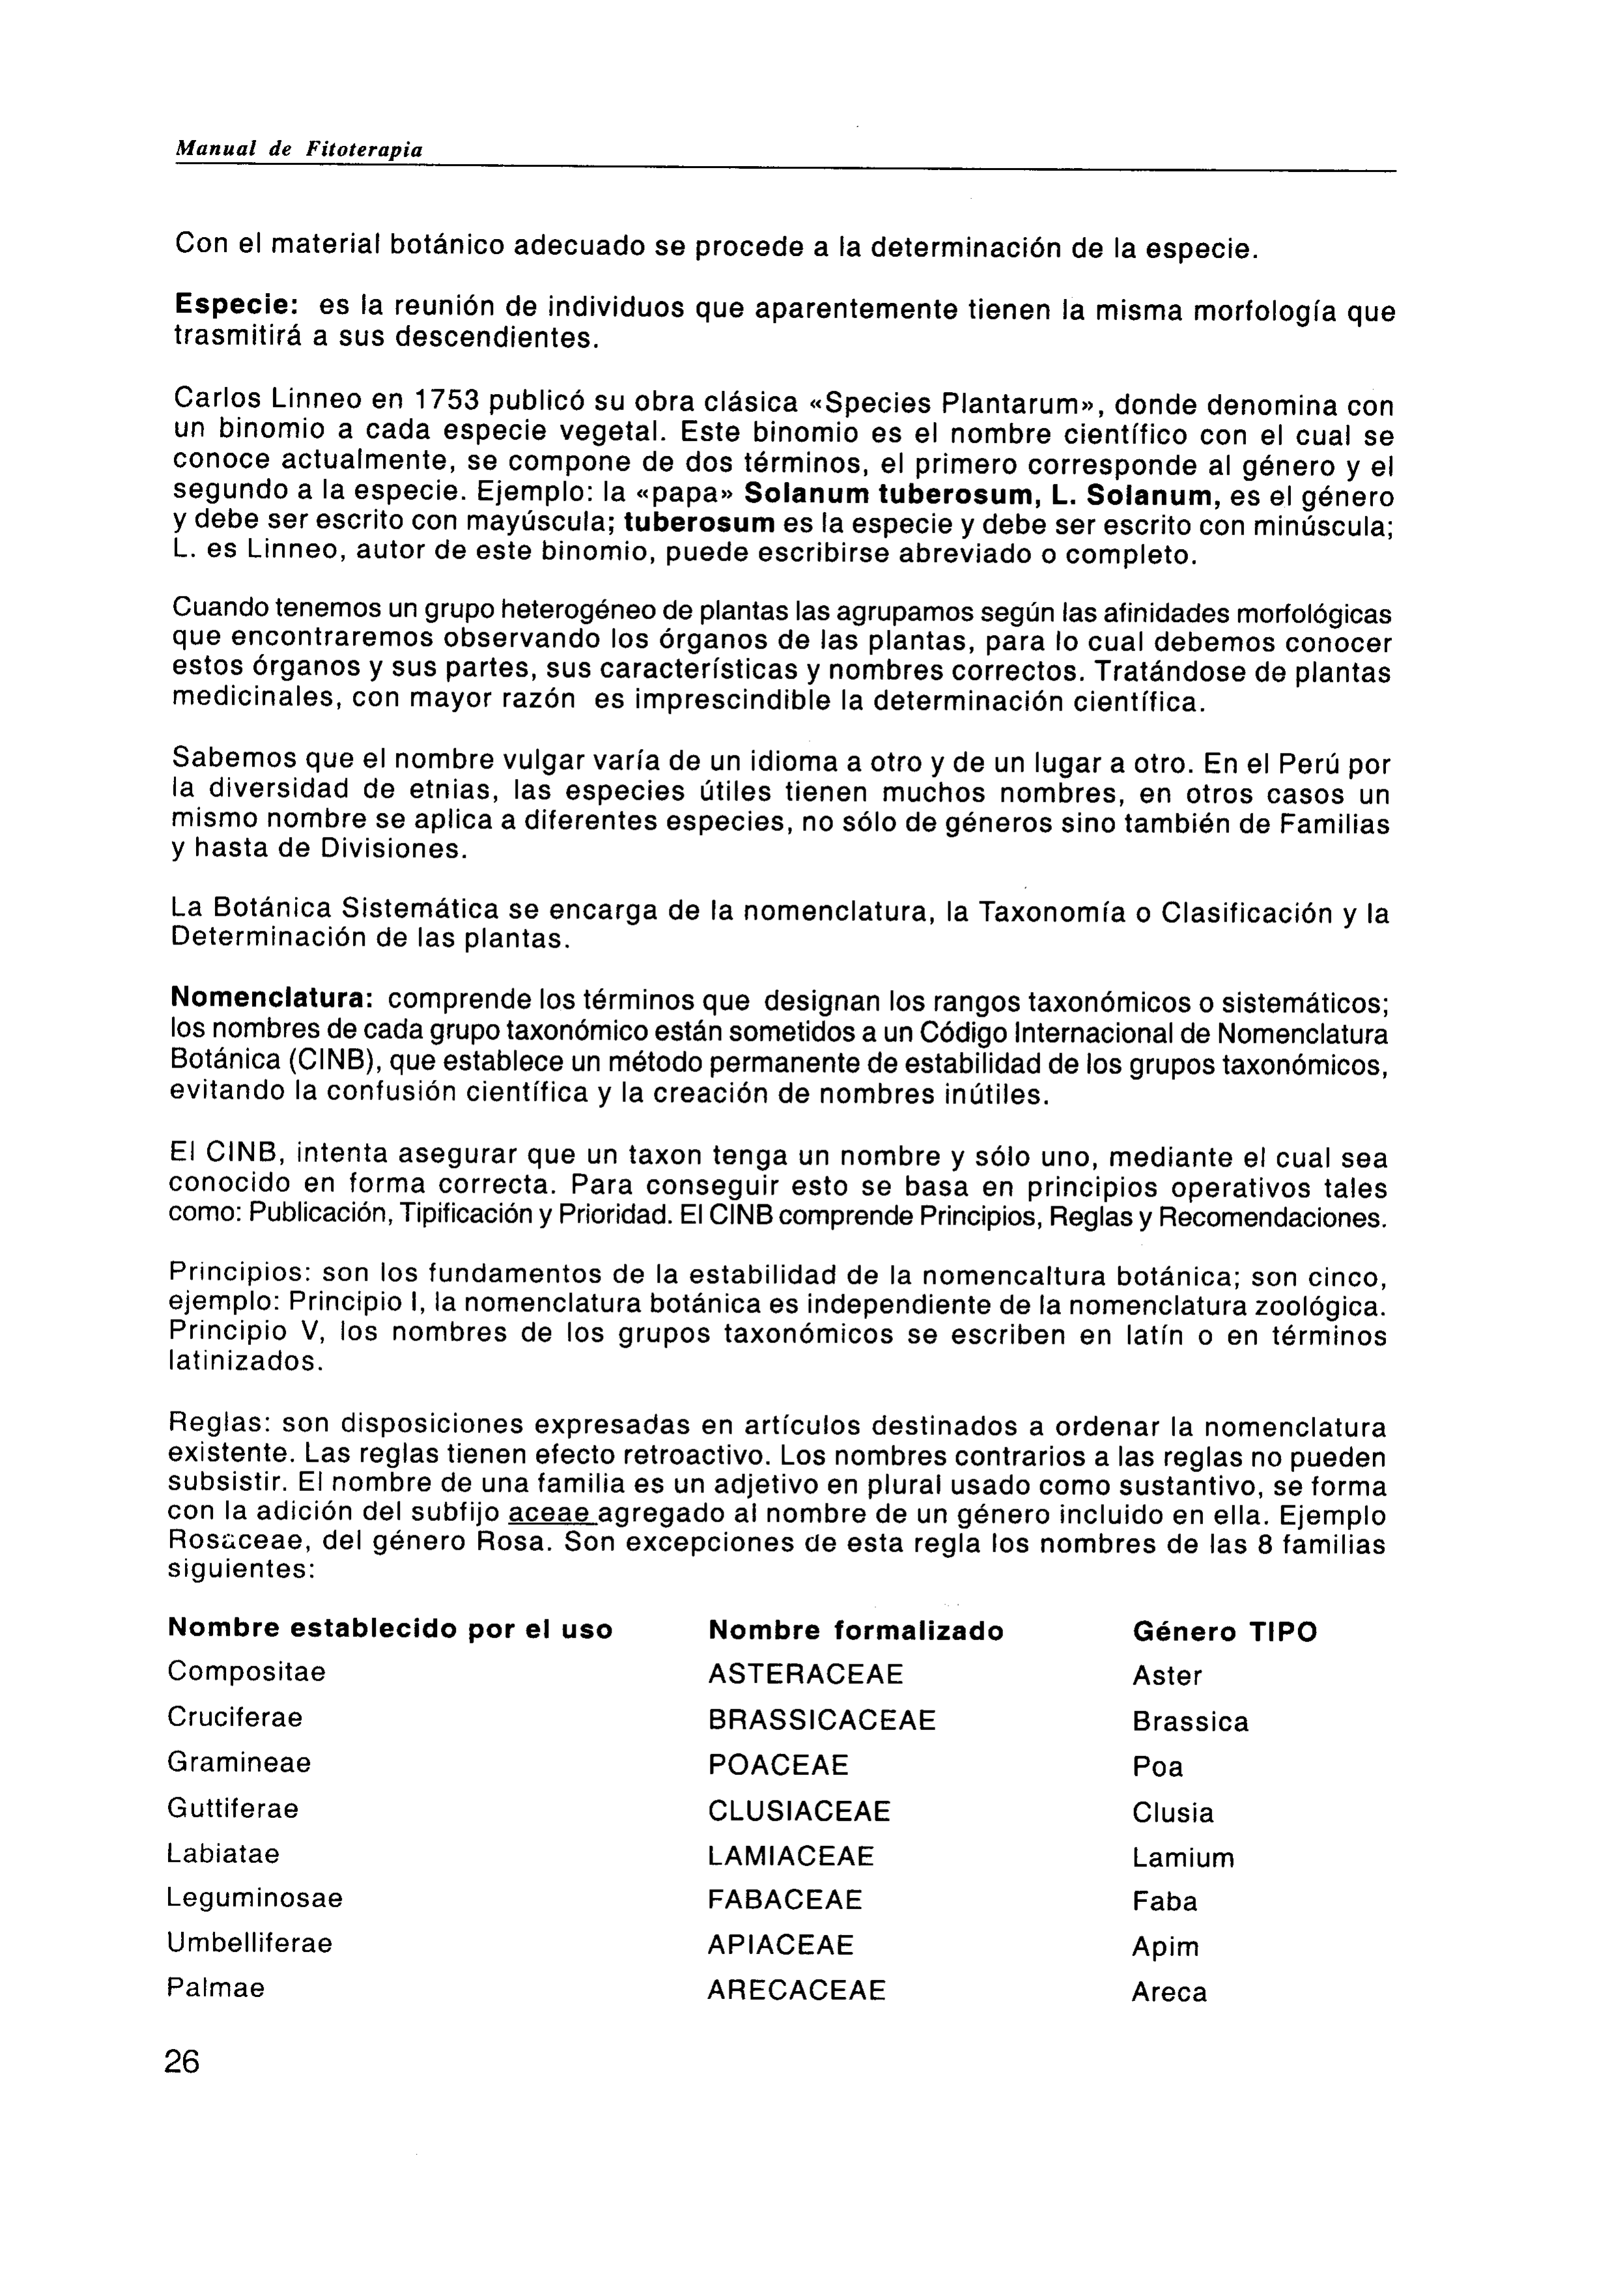 Manual de Fitoterapia
Con el material botánico adecuado se procede a la determinación de la especie.
Especie: es la reunión de individuos que aparentemente tienen la misma morfología que
trasmitirá a sus descendientes.
Carlos Linneo en 1753 publicó su obra clásica «Species Plantarum», donde denomina con
un binomio a cada especie vegetal. Este binomio es el nombre científico con el cual se
conoce actualmente, se compone de dos términos, el primero corresponde al género y el
segundo a la especie. Ejemplo: la «papa» Solanum tuberosum, L. Solanum, es el género
y debe ser escrito con mayúscula; tuberosum es la especie y debe ser escrito con minúscula;
L. es Linneo, autor de este binomio, puede escribirse abreviado o completo.
Cuando tenemos un grupo heterogéneo de plantas las agrupamos según las afinidades morfológicas
que encontraremos observando los órganos de las plantas, para lo cual debemos conocer
estos órganos y sus partes, sus características y nombres correctos. Tratándose de plantas
medicinales, con mayor razón es imprescindible la determinación científica.
Sabemos que el nombre vulgar varía de un idioma a otro y de un lugar a otro. En el Perú por
la diversidad de etnias, las especies útiles tienen muchos nombres, en otros casos un
mismo nombre se aplica a diferentes especies, no sólo de géneros sino también de Familias
y hasta de Divisiones.
La Botánica Sistemática se encarga de la nomenclatura, la Taxonomía o Clasificación y la
Determinación de las plantas.
Nomenclatura: comprende los términos que designan los rangos taxonómicos o sistemáticos;
los nombres de cada grupo taxonómico están sometidos a un Código Internacional de Nomenclatura
Botánica (CINB), que establece un método permanente de estabilidad de los grupos taxonómicos,
evitando la confusión científica y la creación de nombres inútiles.
El CINB, intenta asegurar que un taxon tenga un nombre y sólo uno, mediante el cual sea
conocido en forma correcta. Para conseguir esto se basa en principios operativos tales
como: Publicación, Tipificación y Prioridad. El CINB comprende Principios, Reglas y Recomendaciones.
Principios: son los fundamentos de la estabilidad de la nomencaltura botánica; son cinco,
ejemplo: Principio I, la nomenclatura botánica es independiente de la nomenclatura zoológica.
Principio V, los nombres de los grupos taxonómicos se escriben en latín o en términos
latinizados.
Reglas: son disposiciones expresadas en artículos destinados a ordenar la nomenclatura
existente. Las reglas tienen efecto retroactivo. Los nombres contrarios a las reglas no pueden
subsistir. El nombre de una familia es un adjetivo en plural usado como sustantivo, se forma
con la adición del subfijo aceae agregado al nombre de un género incluido en ella. Ejemplo
Rosaceae, del género Rosa. Son excepciones de esta regla los nombres de las 8 familias
siguientes:
Nombre establecido por el uso Nombre formalizado Género TIPO
Compositae ASTERACEAE Aster
Cruciferae BRASSICACEAE Brassica
Gramineae POACEAE Poa
Guttiferae CLUSIACEAE Clusia
Labiatae LAMIACEAE Lamium
Leguminosae FABACEAE Faba
Umbelliferae APIACEAE Apim
Palmae ARECACEAE Areca
26